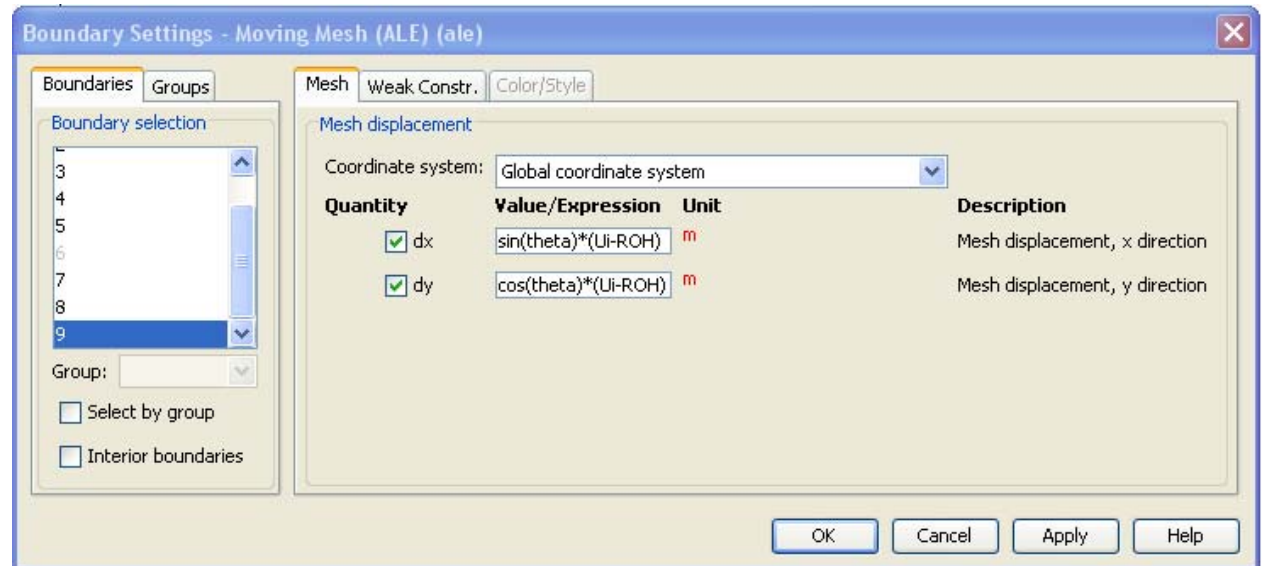 Boundary Settings - Moving Mesh (ALE) (ale)
Boundaries Groups
Boundary selection
3
4
5
6
7
8
9
Group:
Select by group
Interior boundaries
Mesh Weak Constr. Color/Style
Mesh displacement
Coordinate system: Global coordinate system
Quantity Value/Expression Unit Description
dx sin(theta)*(Ui-ROH) m Mesh displacement, x direction
dy cos(theta)*(Ui-ROH) m Mesh displacement, y direction
OK Cancel Apply Help